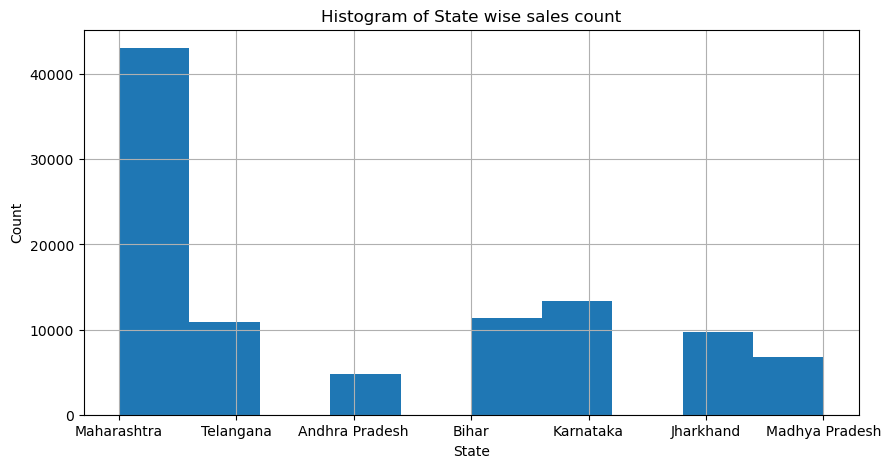 Histogram of State wise sales count
40000
30000
20000
10000
0
Count
Maharashtra Telangana Andhra Pradesh Bihar Karnataka Jharkhand Madhya Pradesh
State